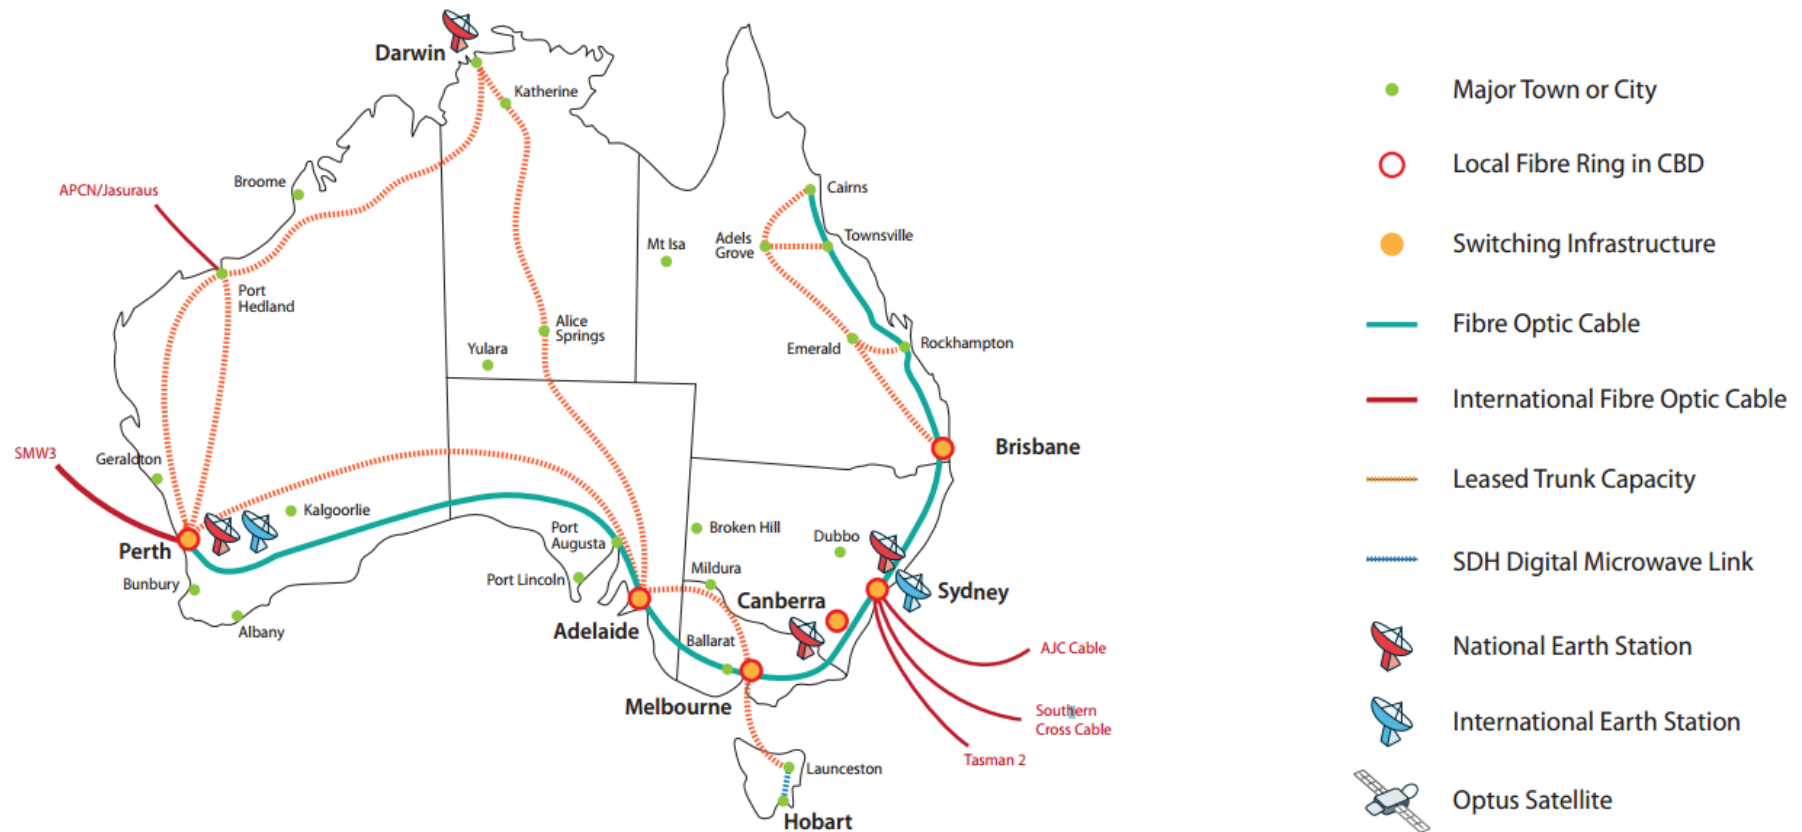 Darwin
Katherine
Broome
APCN/Jasuraus
Cairns
Townsville
Adels
Grove
Mt Isa
Port
Hedland
Alice
Springs
Yulara
Emerald
Rockhampton
Brisbane
SMW3
Geraldton
Kalgoorlie
Perth
Bunbury
Albany
Port
Augusta
Port Lincoln
Broken Hill
Dubbo
Mildura
Canberra
Sydney
Adelaide
Ballarat
Melbourne
AJC Cable
Southern
Cross Cable
Tasman 2
Launceston
Hobart
Major Town or City
Local Fibre Ring in CBD
Switching Infrastructure
Fibre Optic Cable
International Fibre Optic Cable
Leased Trunk Capacity
SDH Digital Microwave Link
National Earth Station
International Earth Station
Optus Satellite